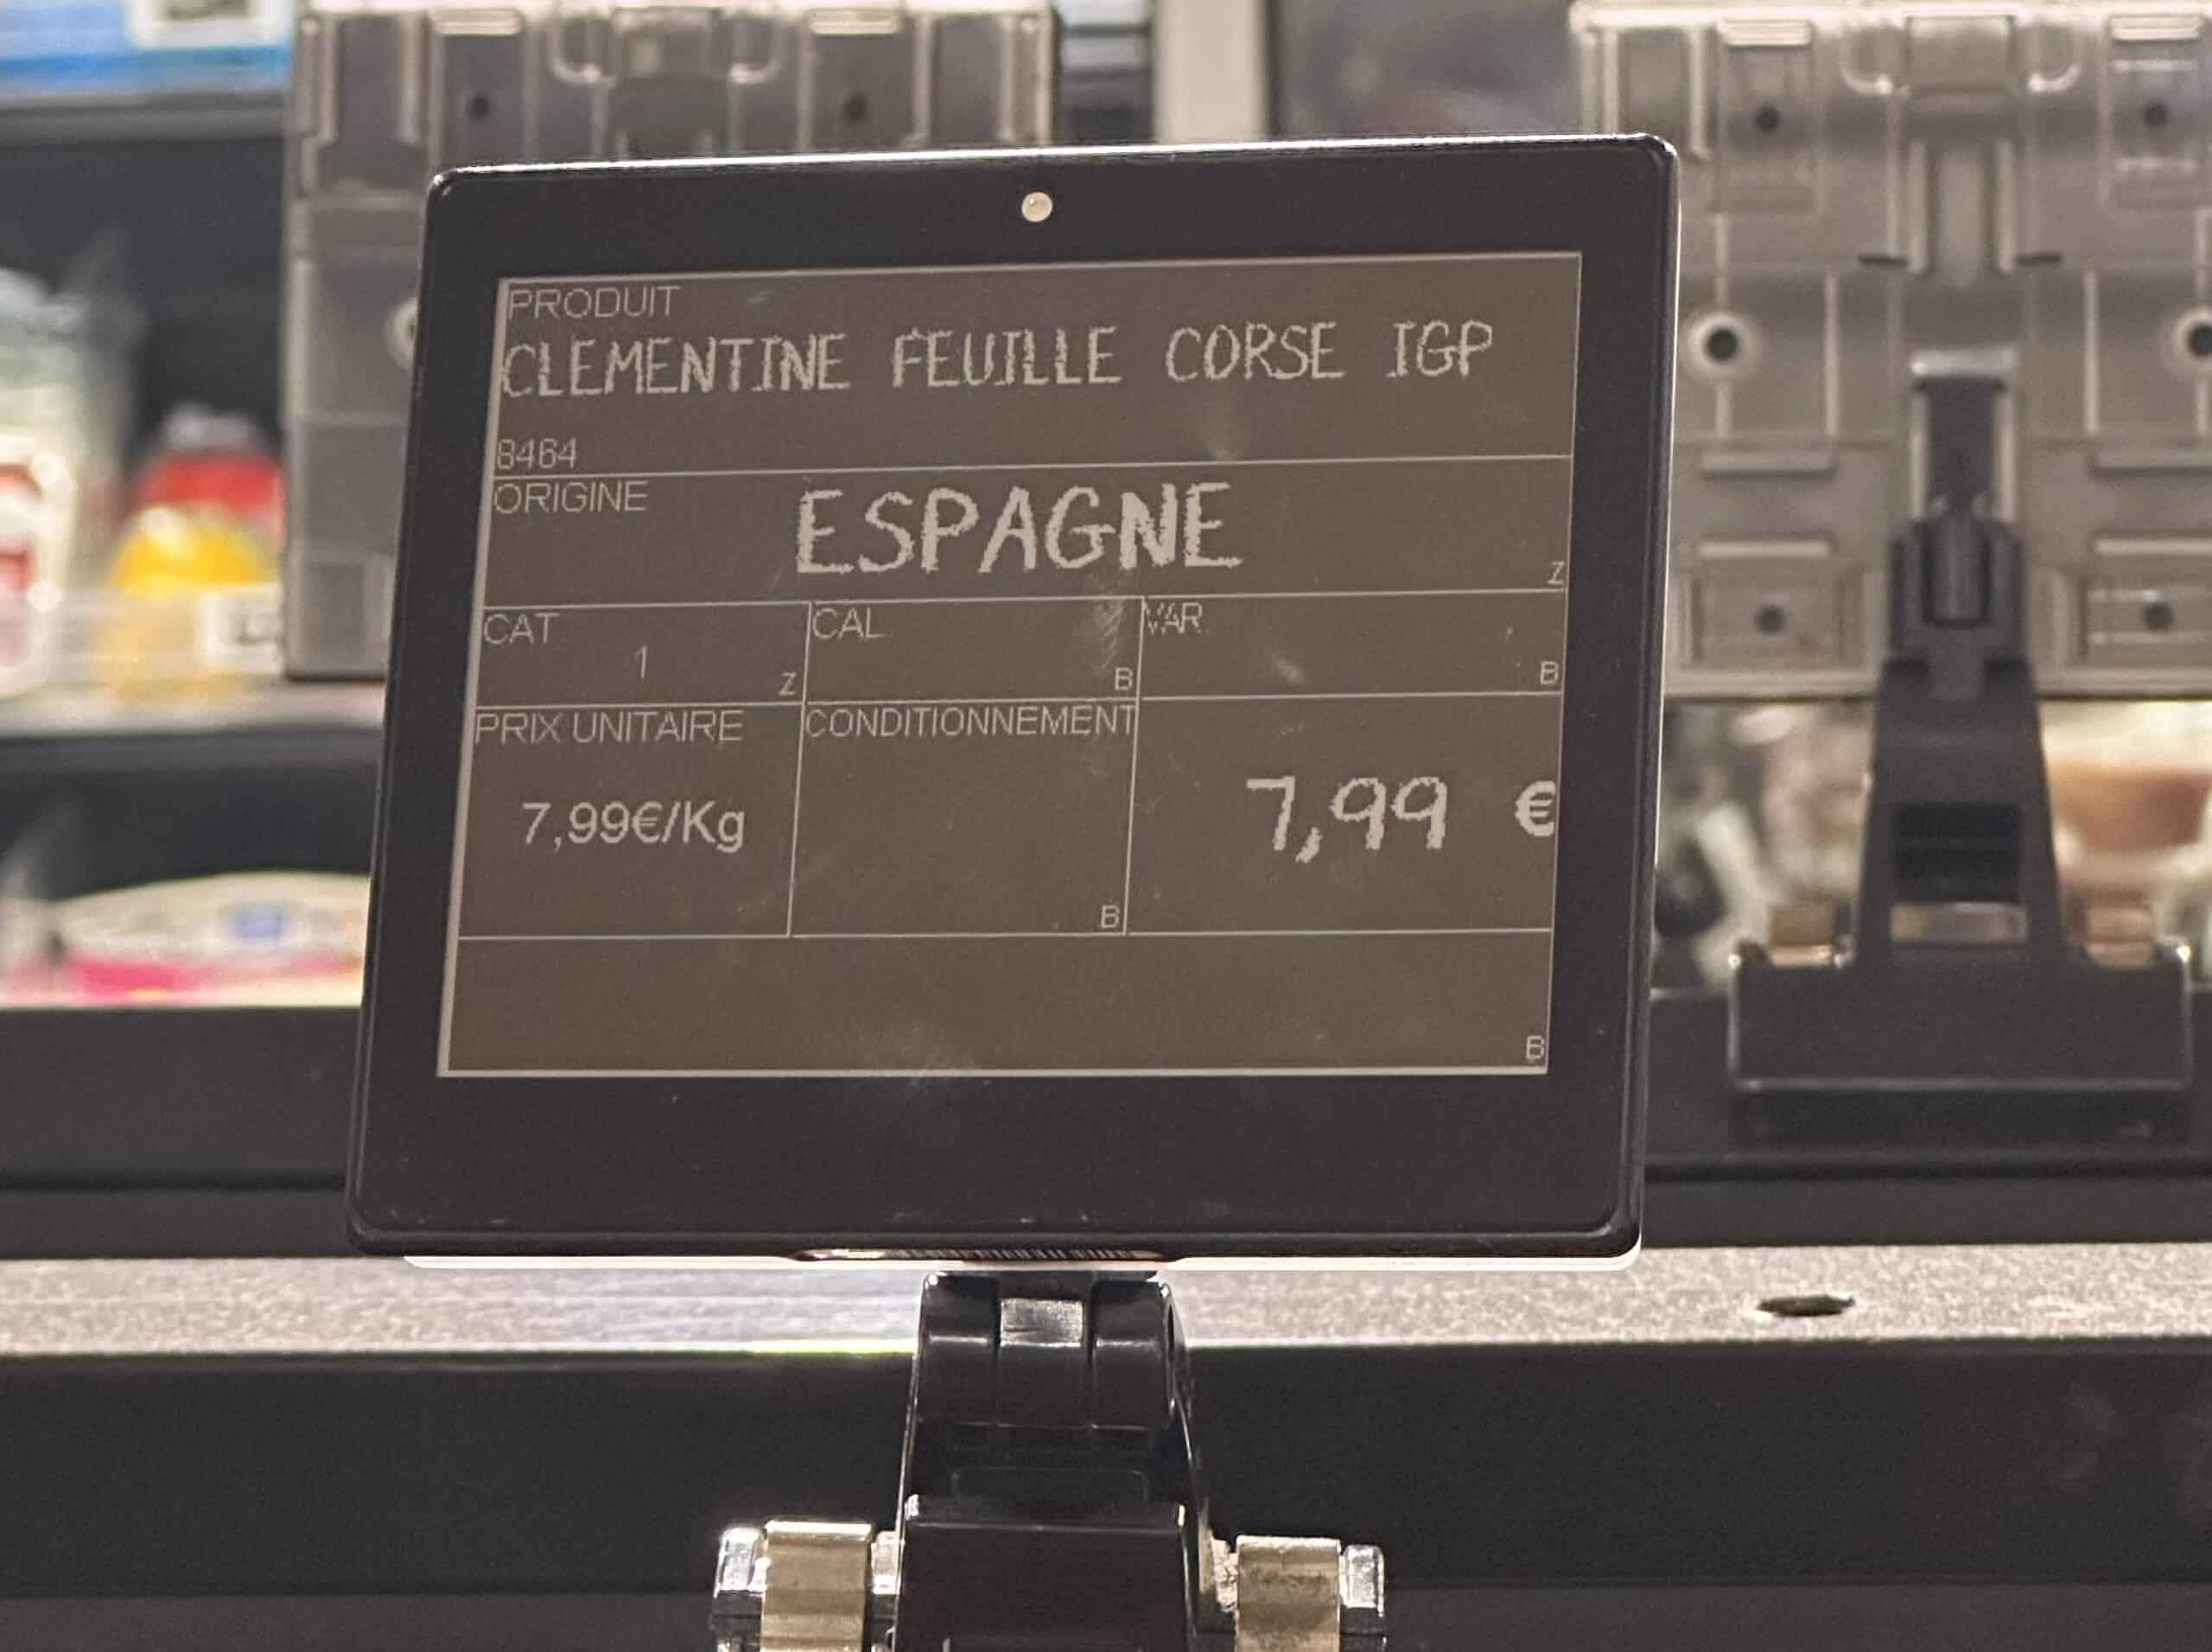 PRODUIT
CLEMENTINE FEUILLE CORSE IGP
8464
ORIGINE
ESPAGNE
Z
CAT
1
Z
CAL
B
VAR
B
PRIX UNITAIRE
7,99€/Kg
CONDITIONNEMENT
B
7,99 €
B